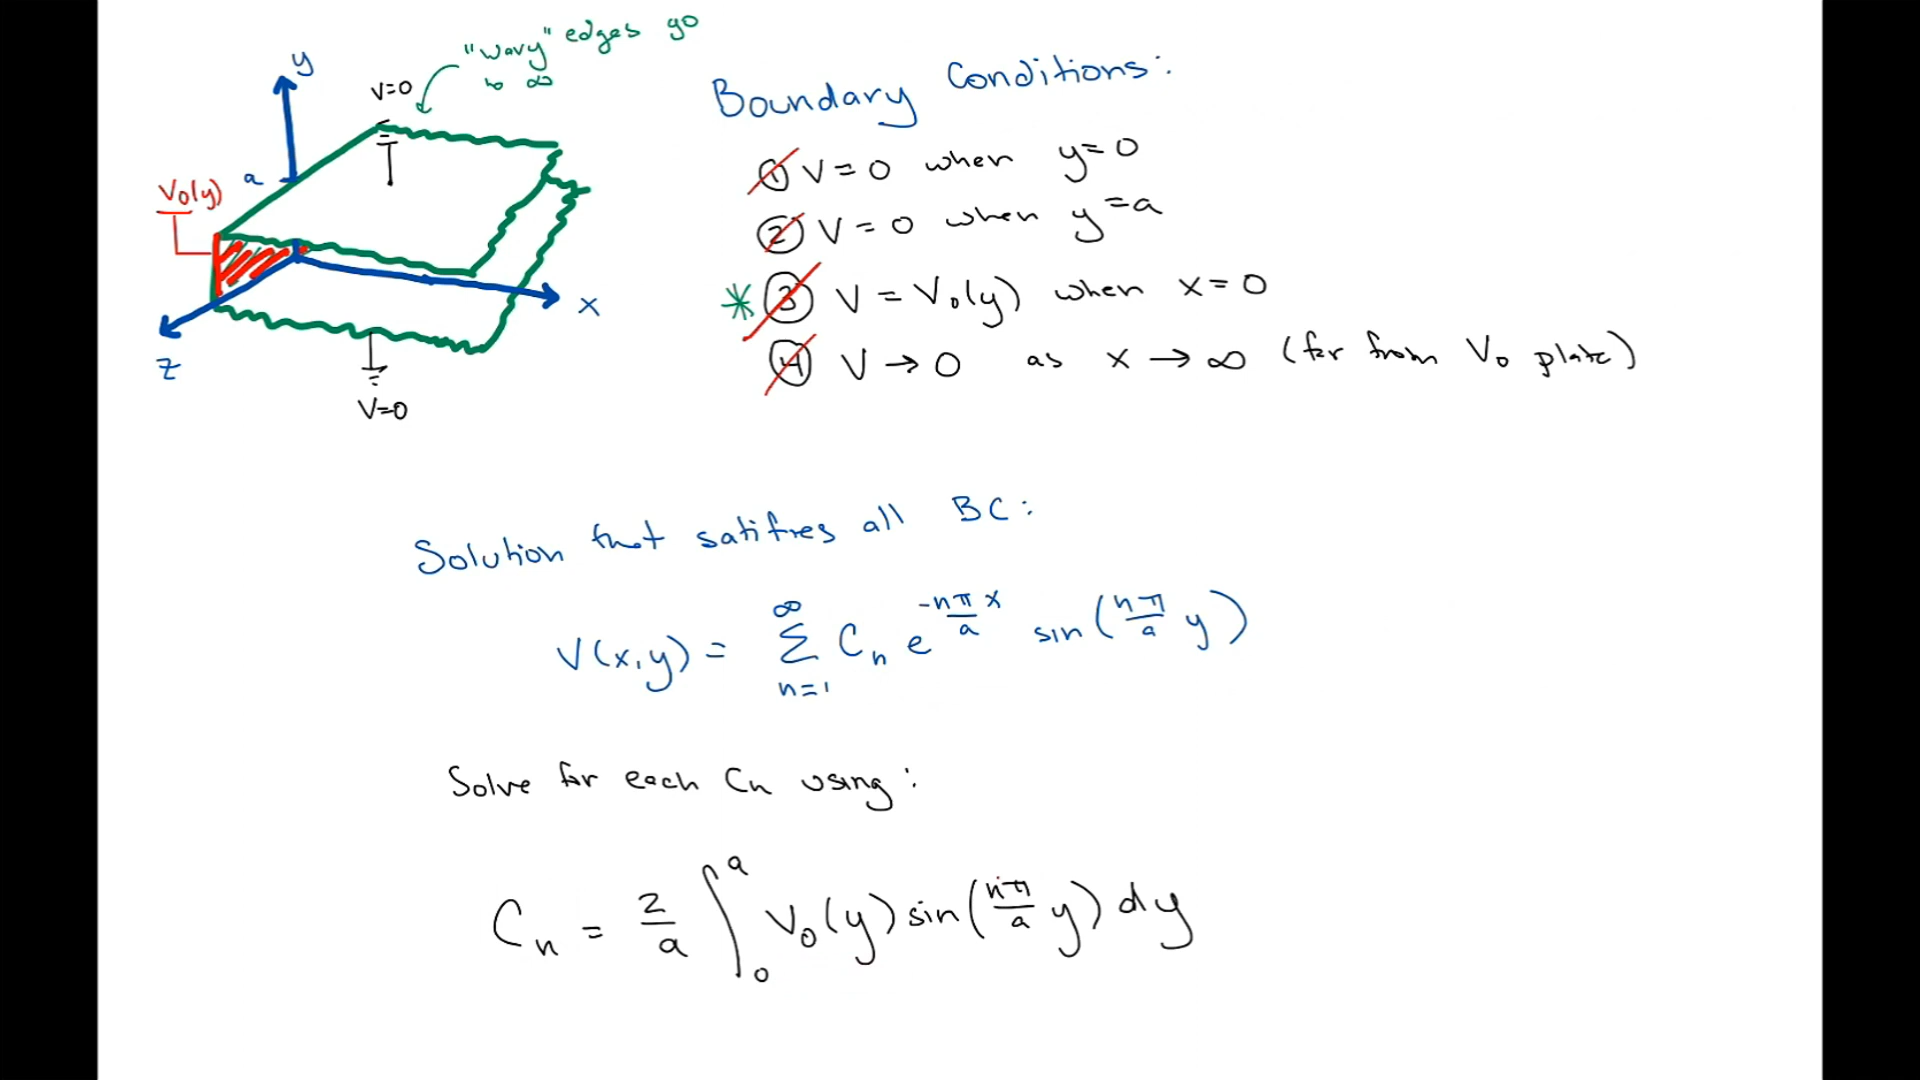 "wavy" edges go
to ∞
y
V=0
a
V₀(y)
x
z
V=0
Boundary Conditions:
① V = 0 when y = 0
② V = 0 when y = a
* ③ V = V₀(y) when x = 0
④ V → 0 as x → ∞ (far from V₀ plate)
Solution that satifies all BC:
V(x,y) = ∑_{n=1}^{∞} Cₙ e^{-nπx/a} sin(nπ/a y)
Solve for each Cn using:
Cₙ = 2/a ∫₀^a V₀(y) sin(nπ/a y) dy